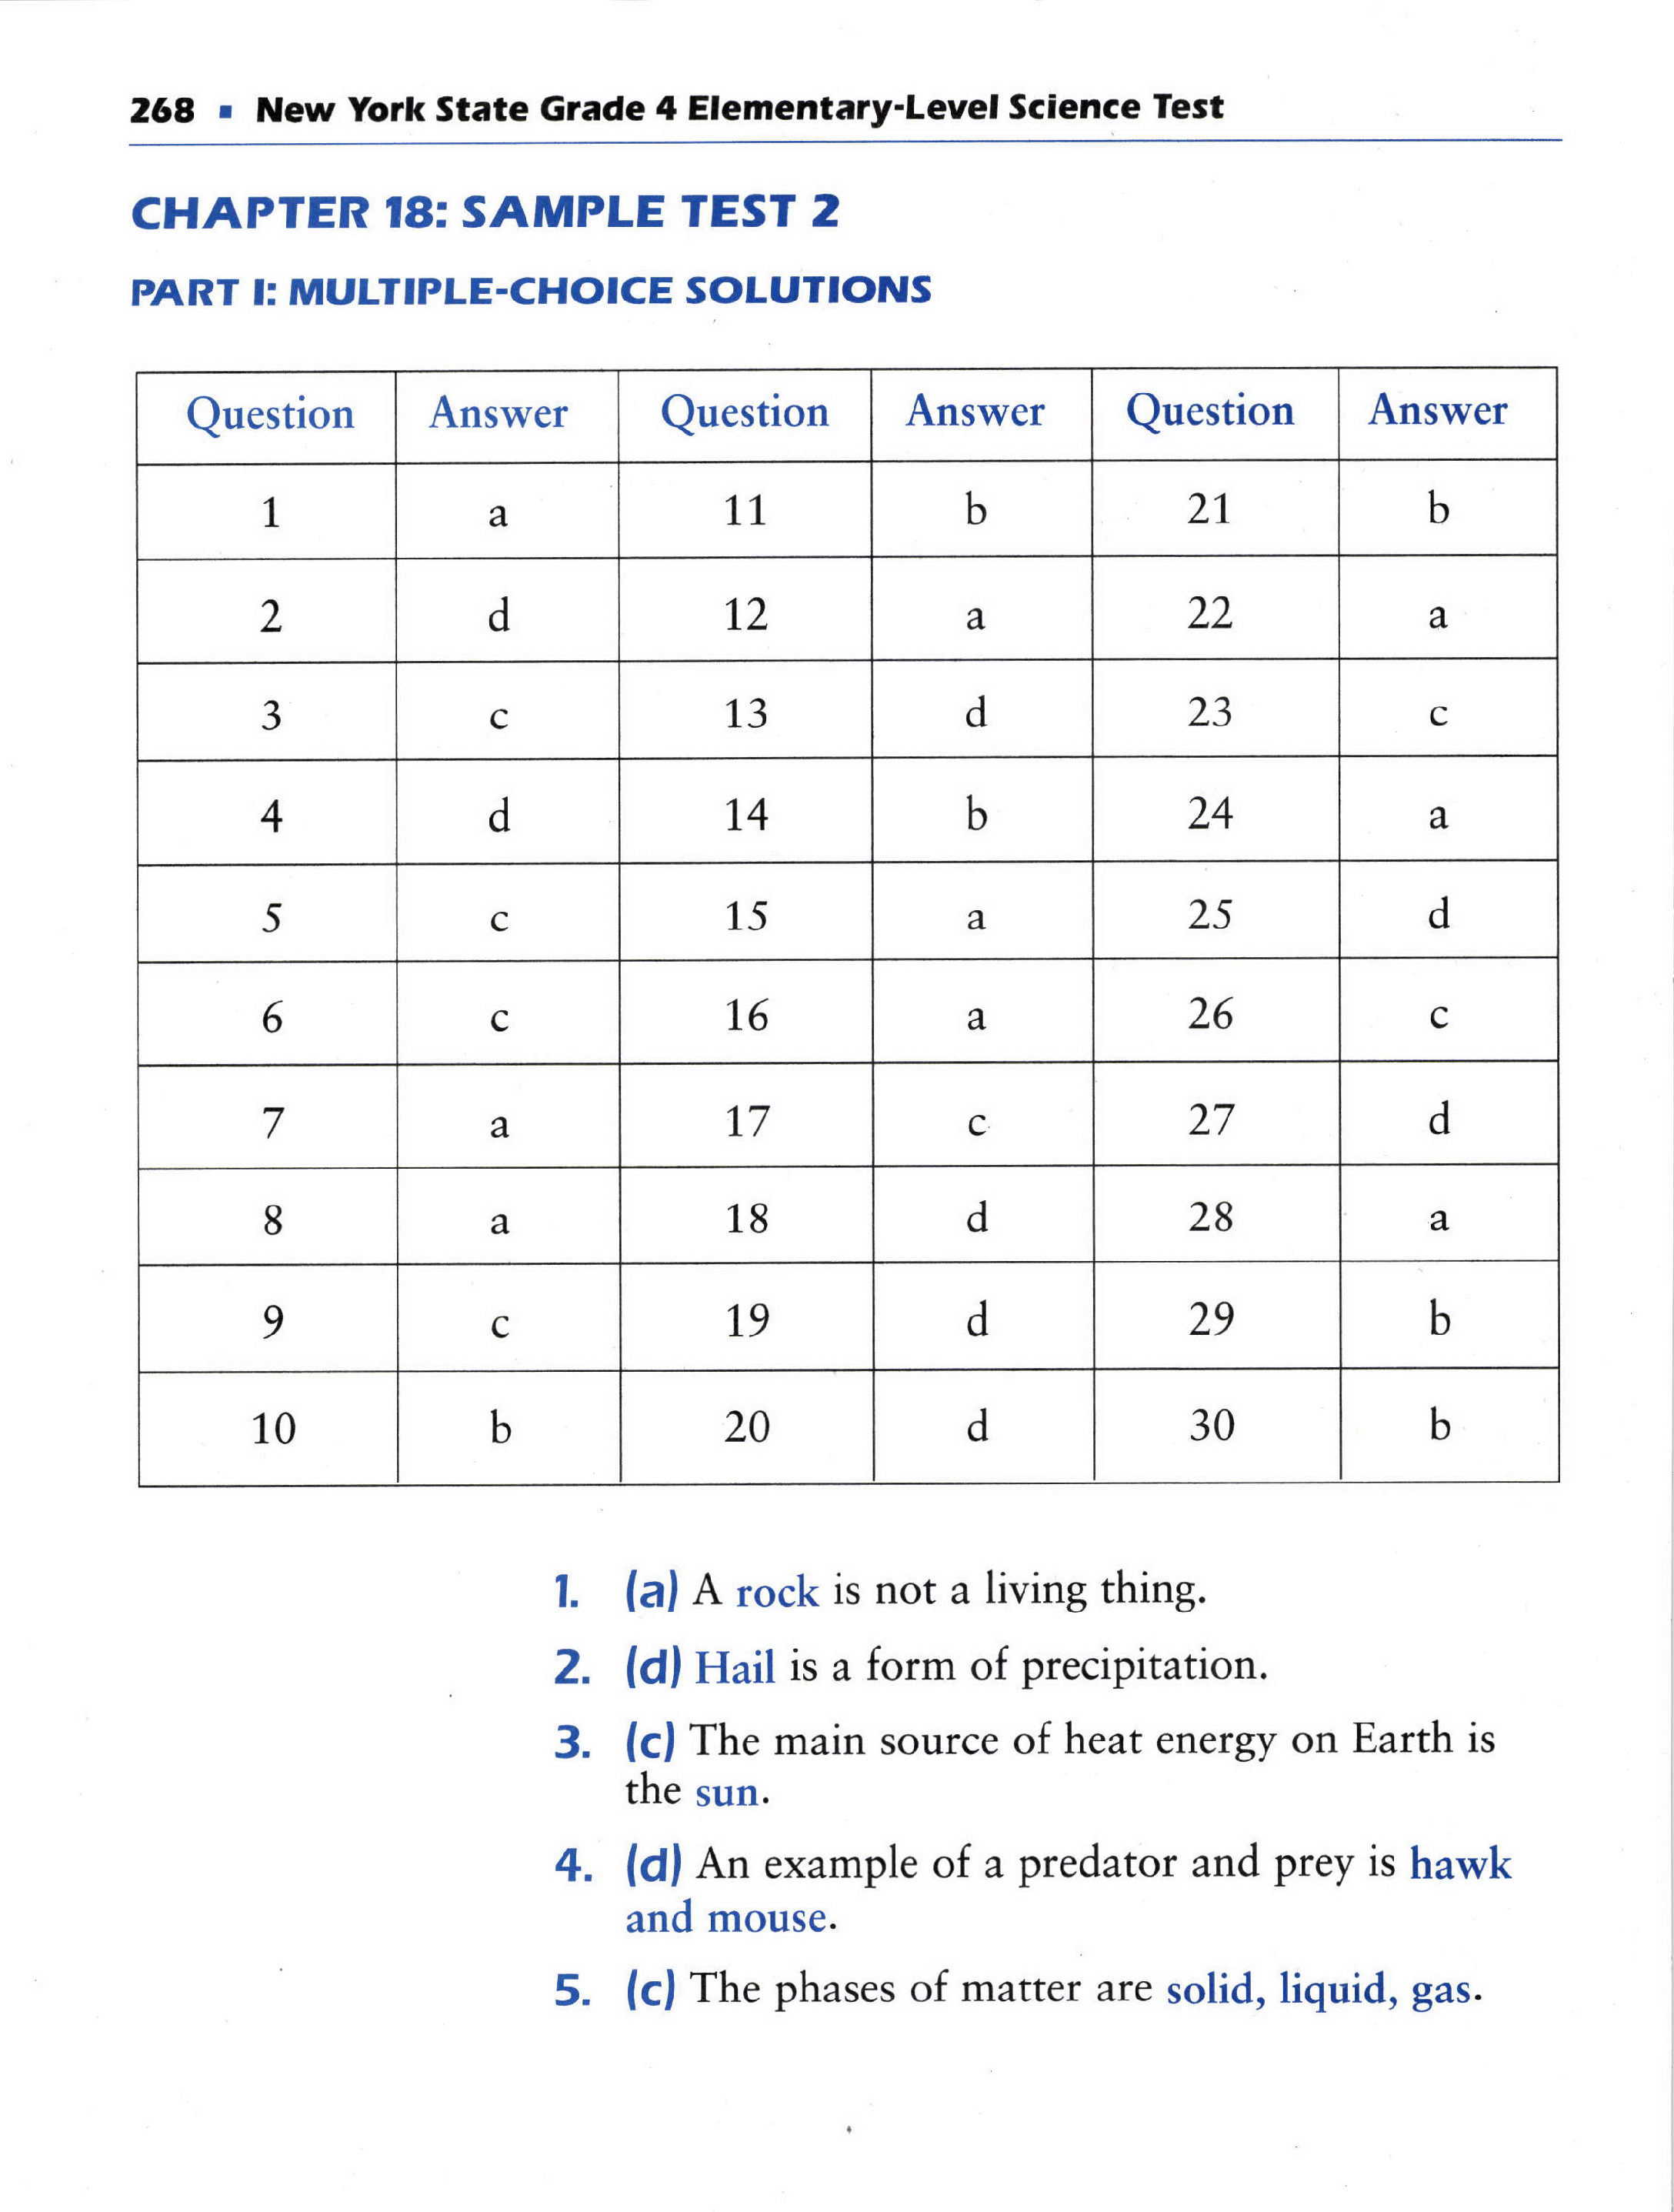 268 ▪ New York State Grade 4 Elementary-Level Science Test
CHAPTER 18: SAMPLE TEST 2
PART I: MULTIPLE-CHOICE SOLUTIONS
Question Answer Question Answer Question Answer
1 a 11 b 21 b
2 d 12 a 22 a
3 c 13 d 23 c
4 d 14 b 24 a
5 c 15 a 25 d
6 c 16 a 26 c
7 a 17 c 27 d
8 a 18 d 28 a
9 c 19 d 29 b
10 b 20 d 30 b
1. (a) A rock is not a living thing.
2. (d) Hail is a form of precipitation.
3. (c) The main source of heat energy on Earth is
the sun.
4. (d) An example of a predator and prey is hawk
and mouse.
5. (c) The phases of matter are solid, liquid, gas.